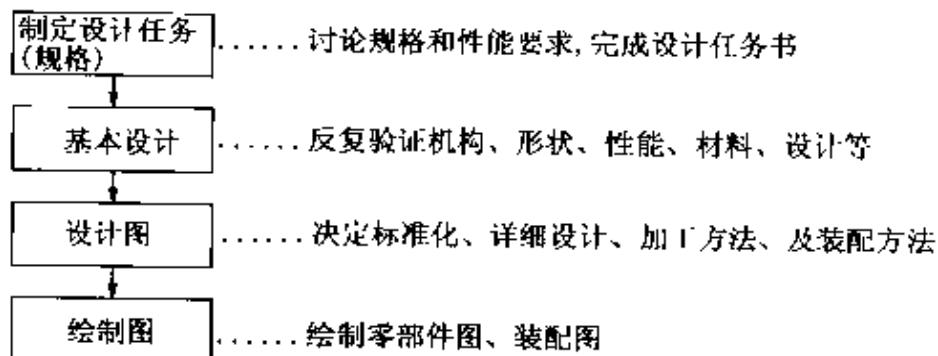 制定设计任务
(规格)
......讨论规格和性能要求,完成设计任务书
基本设计
......反复验证机构、形状、性能、材料、设计等
设计图
......决定标准化、详细设计、加工方法、及装配方法
绘制图
......绘制零部件图、装配图